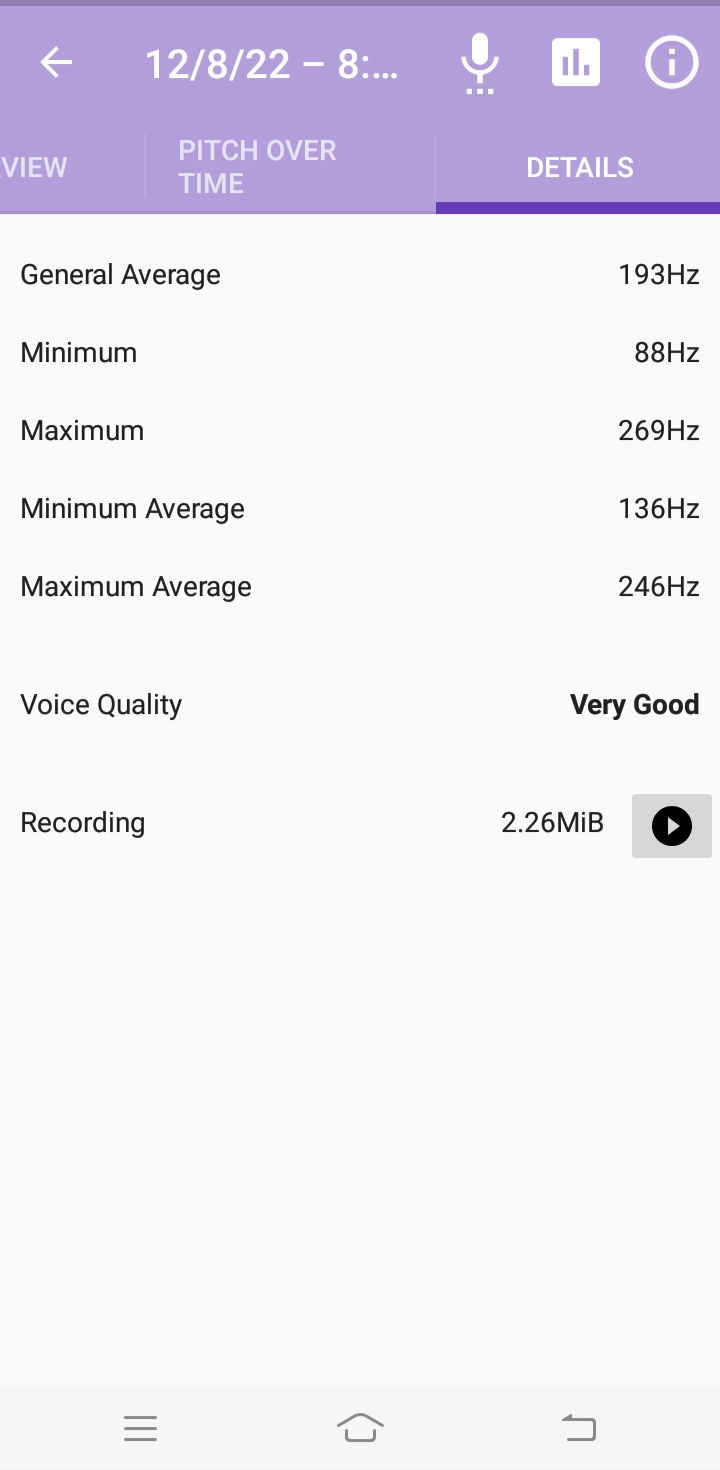 12/8/22 – 8:...
VIEW
PITCH OVER
TIME
DETAILS
General Average 193Hz
Minimum 88Hz
Maximum 269Hz
Minimum Average 136Hz
Maximum Average 246Hz
Voice Quality Very Good
Recording 2.26MiB